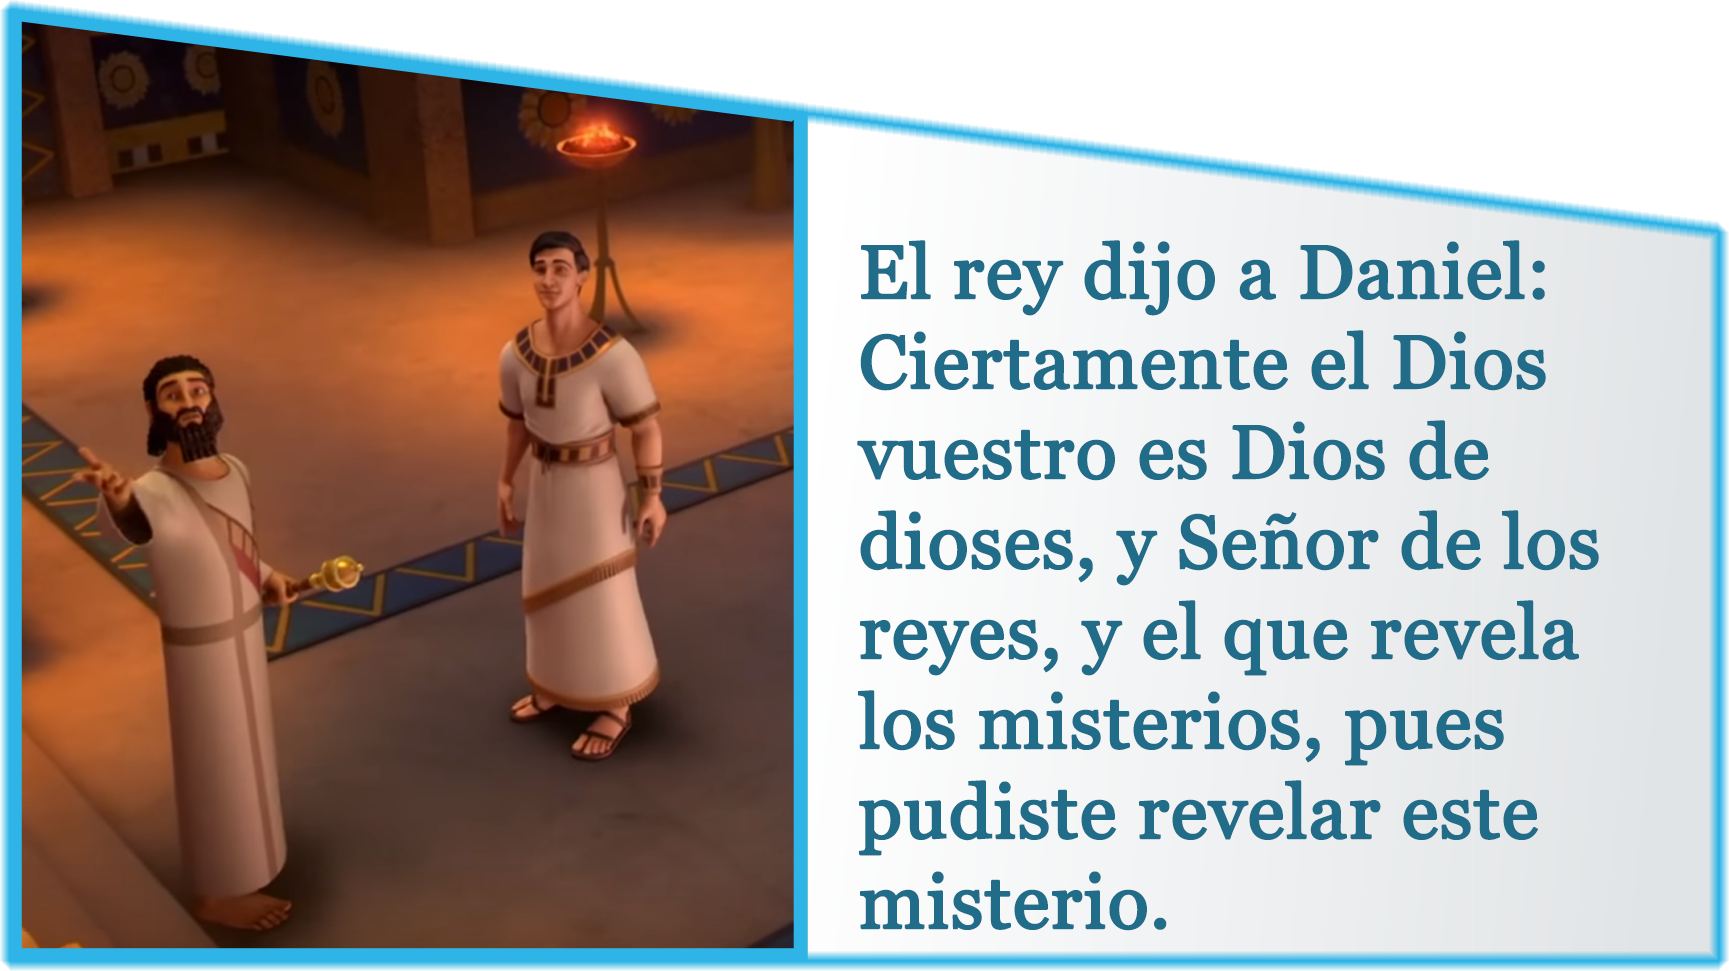 El rey dijo a Daniel:
Ciertamente el Dios
vuestro es Dios de
dioses, y Señor de los
reyes, y el que revela
los misterios, pues
pudiste revelar este
misterio.